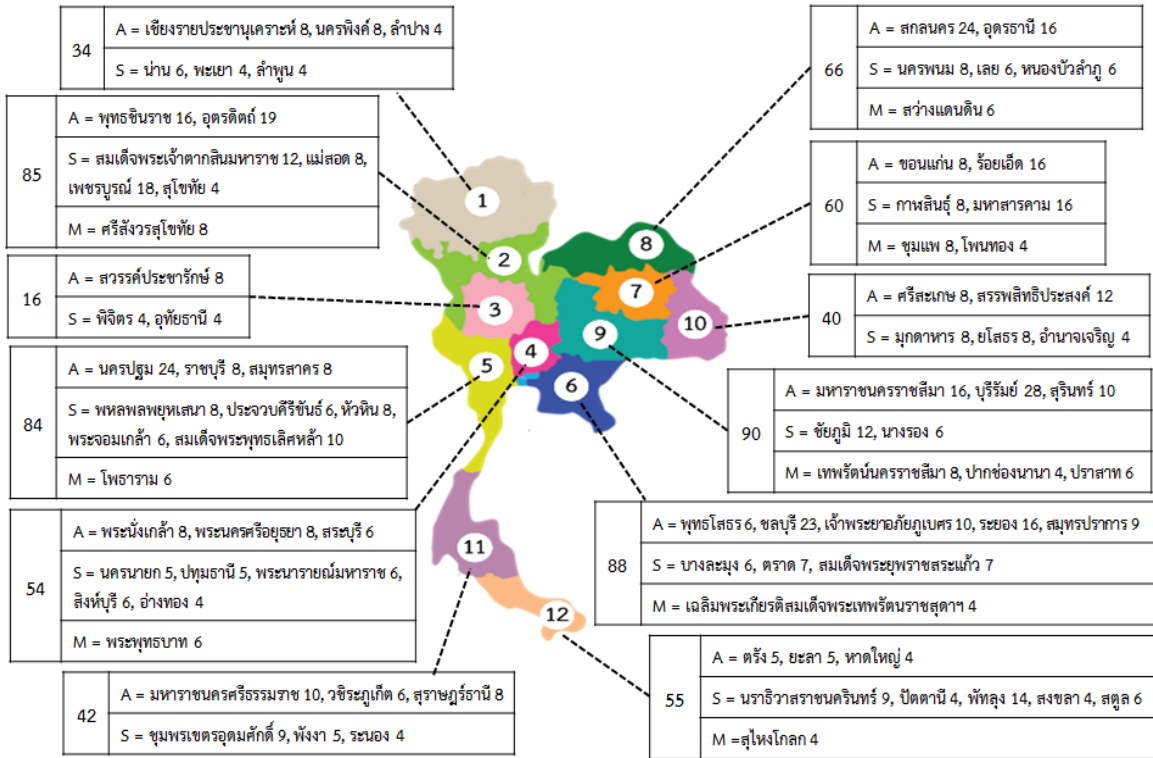 34
A = เชียงรายประชานุเคราะห์ 8, นครพิงค์ 8, ลำปาง 4
S = น่าน 6, พะเยา 4, ลำพูน 4
85
A = พุทธชินราช 16, อุตรดิตถ์ 19
S = สมเด็จพระเจ้าตากสินมหาราช 12, แม่สอด 8,
เพชรบูรณ์ 18, สุโขทัย 4
M = ศรีสังวรสุโขทัย 8
16
A = สวรรค์ประชารักษ์ 8
S = พิจิตร 4, อุทัยธานี 4
84
A = นครปฐม 24, ราชบุรี 8, สมุทรสาคร 8
S = พหลพลพยุหเสนา 8, ประจวบคีรีขันธ์ 6, หัวหิน 8,
พระจอมเกล้า 6, สมเด็จพระพุทธเลิศหล้า 10
M = โพธาราม 6
54
A = พระนั่งเกล้า 8, พระนครศรีอยุธยา 8, สระบุรี 6
S = นครนายก 5, ปทุมธานี 5, พระนารายณ์มหาราช 6,
สิงห์บุรี 6, อ่างทอง 4
M = พระพุทธบาท 6
42
A = มหาราชนครศรีธรรมราช 10, วชิระภูเก็ต 6, สุราษฎร์ธานี 8
S = ชุมพรเขตรอุดมศักดิ์ 9, พังงา 5, ระนอง 4
1
2
3
4
5
6
7
8
9
10
11
12
66
A = สกลนคร 24, อุดรธานี 16
S = นครพนม 8, เลย 6, หนองบัวลำภู 6
M = สว่างแดนดิน 6
60
A = ขอนแก่น 8, ร้อยเอ็ด 16
S = กาฬสินธุ์ 8, มหาสารคาม 16
M = ชุมแพ 8, โพนทอง 4
40
A = ศรีสะเกษ 8, สรรพสิทธิประสงค์ 12
S = มุกดาหาร 8, ยโสธร 8, อำนาจเจริญ 4
90
A = มหาราชนครราชสีมา 16, บุรีรัมย์ 28, สุรินทร์ 10
S = ชัยภูมิ 12, นางรอง 6
M = เทพรัตน์นครราชสีมา 8, ปากช่องนานา 4, ปราสาท 6
88
A = พุทธโสธร 6, ชลบุรี 23, เจ้าพระยาอภัยภูเบศร 10, ระยอง 16, สมุทรปราการ 9
S = บางละมุง 6, ตราด 7, สมเด็จพระยุพราชสระแก้ว 7
M = เฉลิมพระเกียรติสมเด็จพระเทพรัตนราชสุดาฯ 4
55
A = ตรัง 5, ยะลา 5, หาดใหญ่ 4
S = นราธิวาสราชนครินทร์ 9, ปัตตานี 4, พัทลุง 14, สงขลา 4, สตูล 6
M =สุไหงโกลก 4